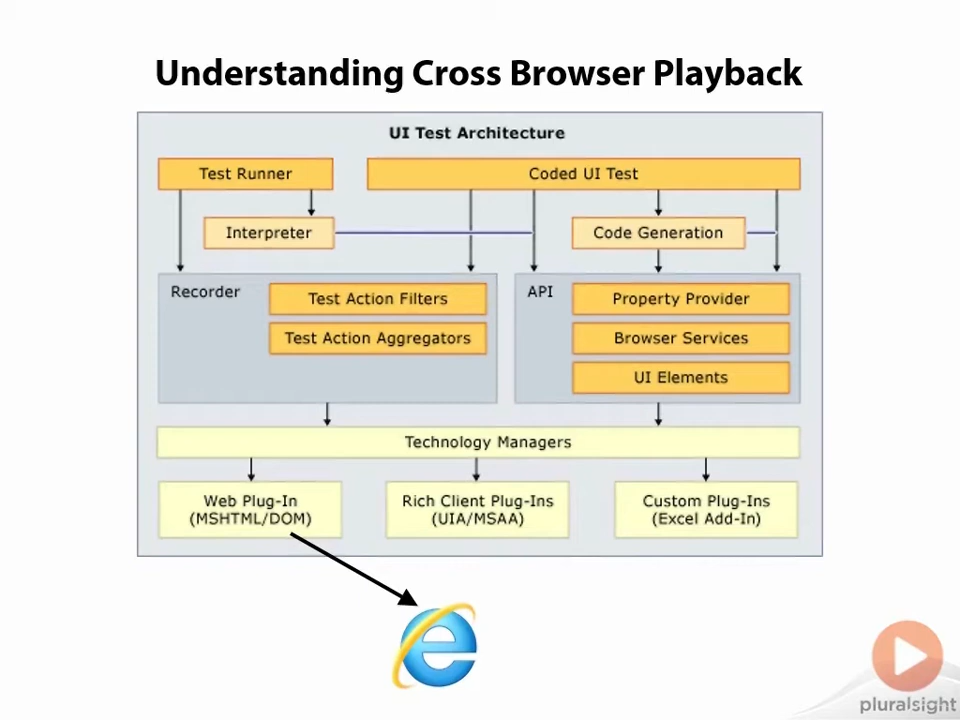 Understanding Cross Browser Playback
UI Test Architecture
Test Runner
Coded UI Test
Interpreter
Code Generation
Recorder
Test Action Filters
Test Action Aggregators
API
Property Provider
Browser Services
UI Elements
Technology Managers
Web Plug-In
(MSHTML/DOM)
Rich Client Plug-Ins
(UIA/MSAA)
Custom Plug-Ins
(Excel Add-In)
pluralsight